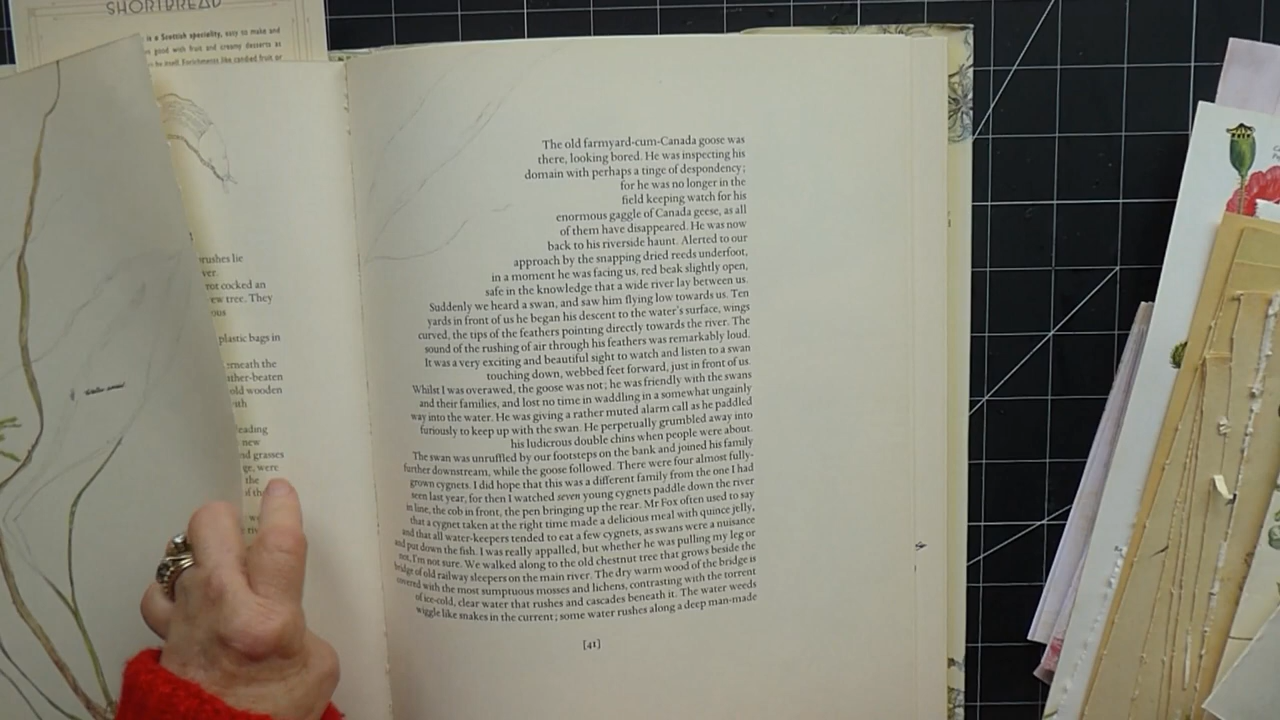 SHORTBREAD
is a Scottish speciality, easy to make and
good with fruit and creamy desserts as
by itself. Enrichments like candied fruit or
rushes lie
ver.
rot cocked an
ew tree. They
ous
plastic bags in
erneath the
ather-beaten
old wooden
eading
new
nd grasses
ge, were
the
The old farmyard-cum-Canada goose was
there, looking bored. He was inspecting his
domain with perhaps a tinge of despondency;
for he was no longer in the
field keeping watch for his
enormous gaggle of Canada geese, as all
of them have disappeared. He was now
back to his riverside haunt. Alerted to our
approach by the snapping dried reeds underfoot,
in a moment he was facing us, red beak slightly open,
safe in the knowledge that a wide river lay between us.
Suddenly we heard a swan, and saw him flying low towards us. Ten
yards in front of us he began his descent to the water's surface, wings
curved, the tips of the feathers pointing directly towards the river. The
sound of the rushing of air through his feathers was remarkably loud.
It was a very exciting and beautiful sight to watch and listen to a swan
touching down, webbed feet forward, just in front of us.
Whilst I was overawed, the goose was not; he was friendly with the swans
and their families, and lost no time in waddling in a somewhat ungainly
way into the water. He was giving a rather muted alarm call as he paddled
furiously to keep up with the swan. He perpetually grumbled away into
his ludicrous double chins when people were about.
The swan was unruffled by our footsteps on the bank and joined his family
further downstream, while the goose followed. There were four almost fully-
grown cygnets. I did hope that this was a different family from the one I had
seen last year, for then I watched seven young cygnets paddle down the river
in line, the cob in front, the pen bringing up the rear. Mr Fox often used to say
that a cygnet taken at the right time made a delicious meal with quince jelly,
and that all water-keepers tended to eat a few cygnets, as swans were a nuisance
and put down the fish. I was really appalled, but whether he was pulling my leg or
not, I'm not sure. We walked along to the old chestnut tree that grows beside the
bridge of old railway sleepers on the main river. The dry warm wood of the bridge is
covered with the most sumptuous mosses and lichens, contrasting with the torrent
of ice-cold, clear water that rushes and cascades beneath it. The water weeds
wiggle like snakes in the current; some water rushes along a deep man-made
[41]